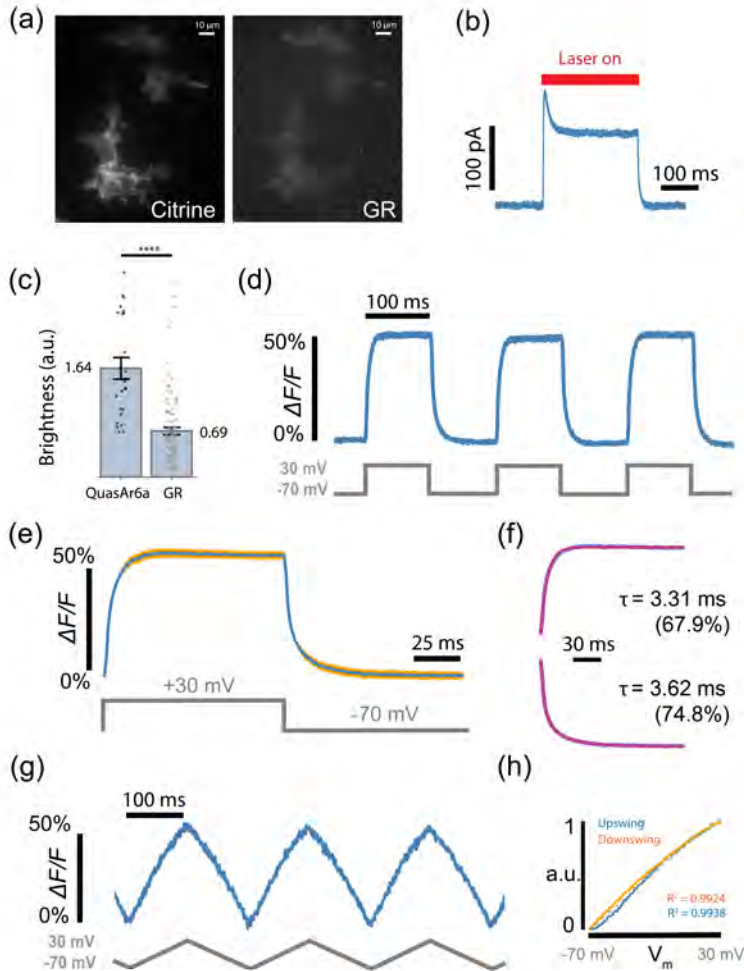 (a)
10 µm
10 µm
Citrine
GR
(b)
Laser on
100 pA
100 ms
(c)
****
Brightness (a.u.)
1.64
0.69
QuasAr6a
GR
(d)
100 ms
50%
ΔF/F
0%
30 mV
-70 mV
(e)
50%
ΔF/F
0%
25 ms
+30 mV
-70 mV
(f)
τ = 3.31 ms
(67.9%)
30 ms
τ = 3.62 ms
(74.8%)
(g)
100 ms
50%
ΔF/F
0%
30 mV
-70 mV
(h)
1
Upswing
Downswing
a.u.
R² = 0.9924
R² = 0.9938
0
-70 mV
Vm
30 mV